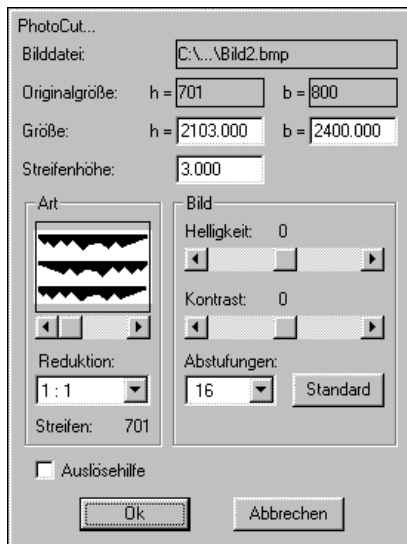 PhotoCut...
Bilddatei: C:\...\Bild2.bmp
Originalgröße: h = 701 b = 800
Größe: h = 2103.000 b = 2400.000
Streifenhöhe: 3.000
Art
Reduktion:
1 : 1
Streifen: 701
Bild
Helligkeit: 0
Kontrast: 0
Abstufungen:
16 Standard
Auslösehilfe
Ok Abbrechen